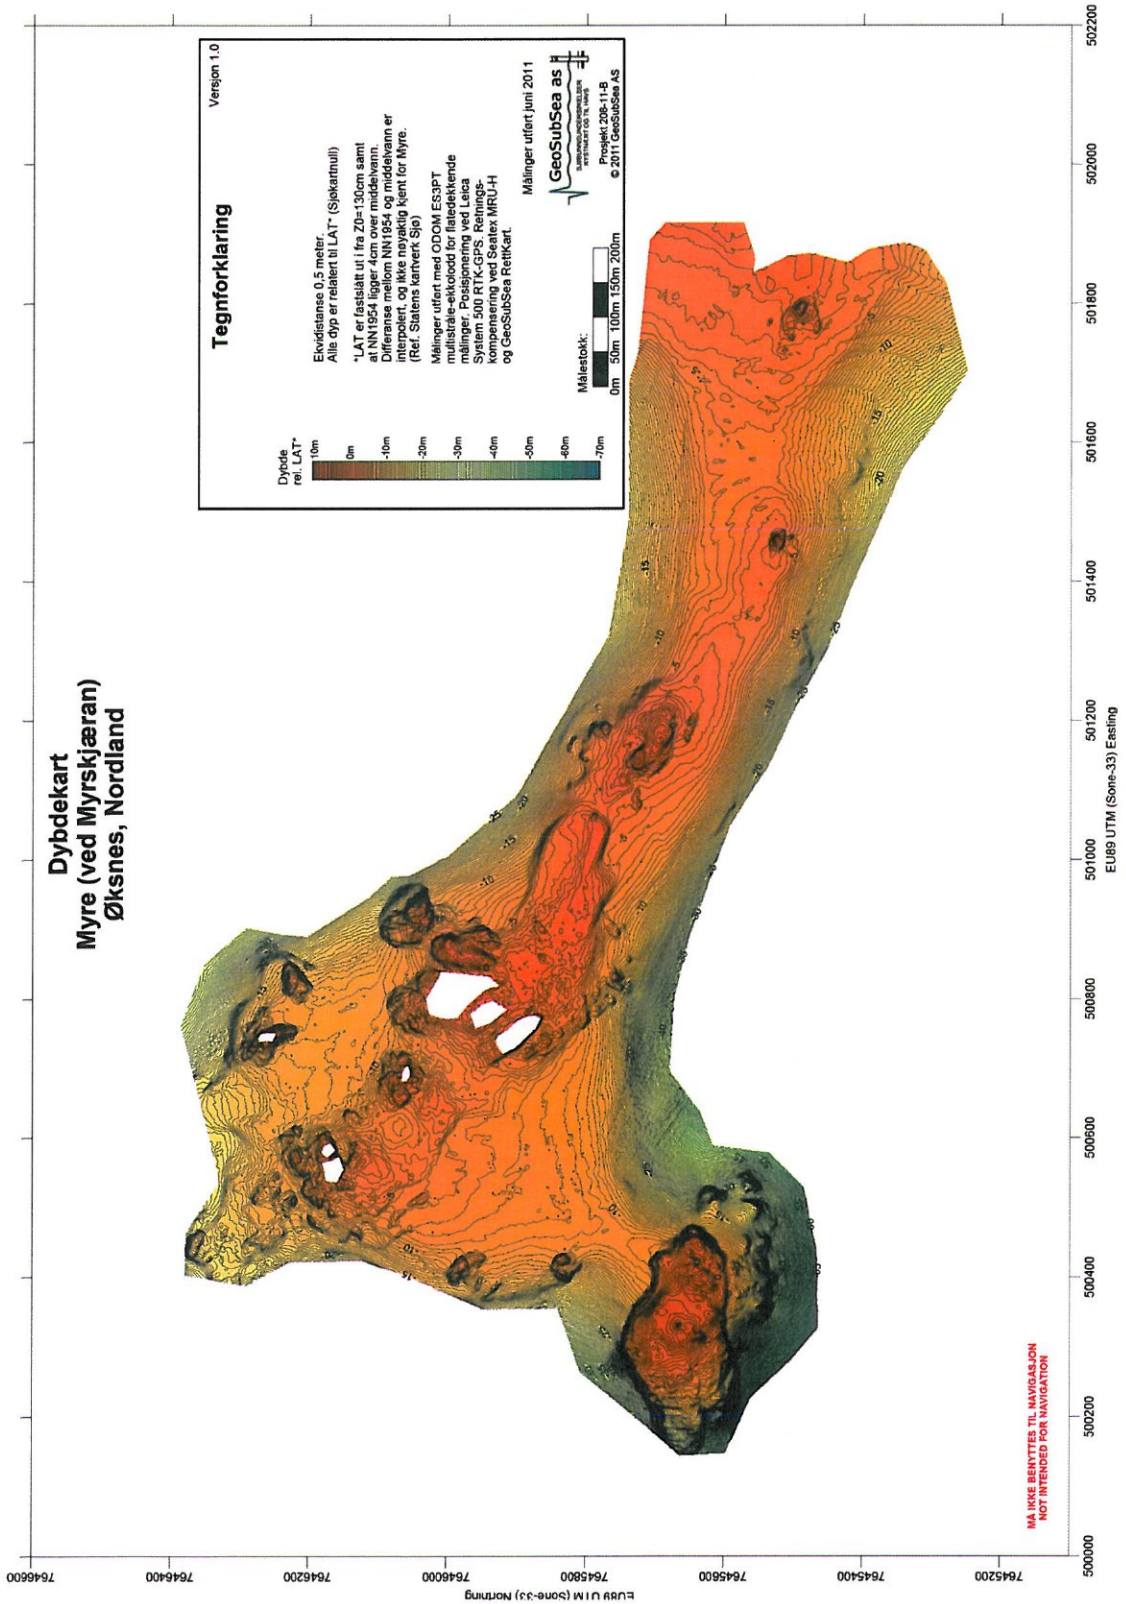 Dybdekart
Myre (ved Myrskjæran)
Øksnes, Nordland
Versjon 1.0
Tegnforklaring
Dybde
rel. LAT*
10m
0m
-10m
-20m
-30m
-40m
-50m
-60m
-70m
Ekvidistanse 0,5 meter.
Alle dyp er relatert til LAT* (Sjøkartnull)
*LAT er fastslått ut i fra Z0=130cm samt
at NN1954 ligger 4cm over middelvann.
Differanse mellom NN1954 og middelvann er
interpolert, og ikke nøyaktig kjent for Myre.
(Ref. Statens kartverk Sjø)
Målinger utført med ODOM ES3PT
multistråle-ekkolodd for flatedekkende
målinger. Posisjonering ved Leica
System 500 RTK-GPS. Retnings-
kompensering ved Seatex MRU-H
og GeoSubSea RettKart.
Målinger utført juni 2011
GeoSubSea as
SJØBUNNSUNDERSØKELSER
KYSTNÆRT OG TIL HAVS
Prosjekt 208-11-B
© 2011 GeoSubSea AS
Målestokk:
0m 50m 100m 150m 200m
7646600
7646400
7646200
7646000
7645800
7645600
7645400
7645200
EU89 UTM (Sone-33) Northing
500000 500200 500400 500600 500800 501000 501200 501400 501600 501800 502000 502200
EU89 UTM (Sone-33) Easting
MÅ IKKE BENYTTES TIL NAVIGASJON
NOT INTENDED FOR NAVIGATION